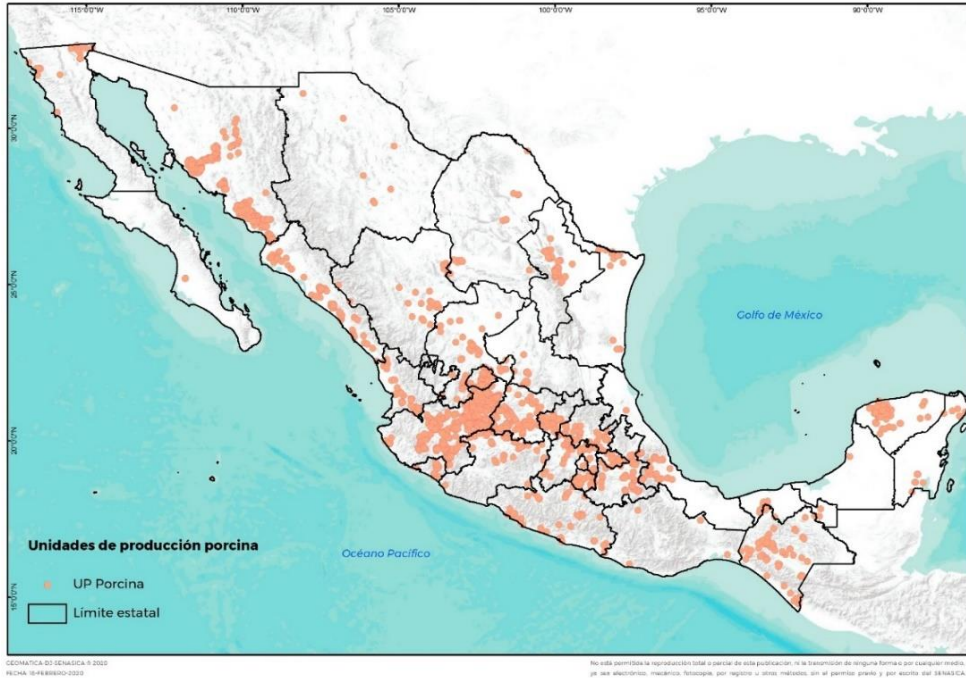 115°0'0"W 110°0'0"W 105°0'0"W 100°0'0"W 95°0'0"W 90°0'0"W
30°0'0"N
25°0'0"N
Golfo de México
20°0'0"N
Unidades de producción porcina
Océano Pacífico
UP Porcina
15°0'0"N
Límite estatal
GEOMATICA-DJ-SENASICA © 2020
No está permitida la reproducción total o parcial de esta publicación, ni la transmisión de ninguna forma o por cualquier medio,
FECHA: 13-FEBRERO-2020
ya sea electrónico, mecánico, fotocopia, por registro u otros métodos, sin el permiso previo y por escrito del SENASICA.